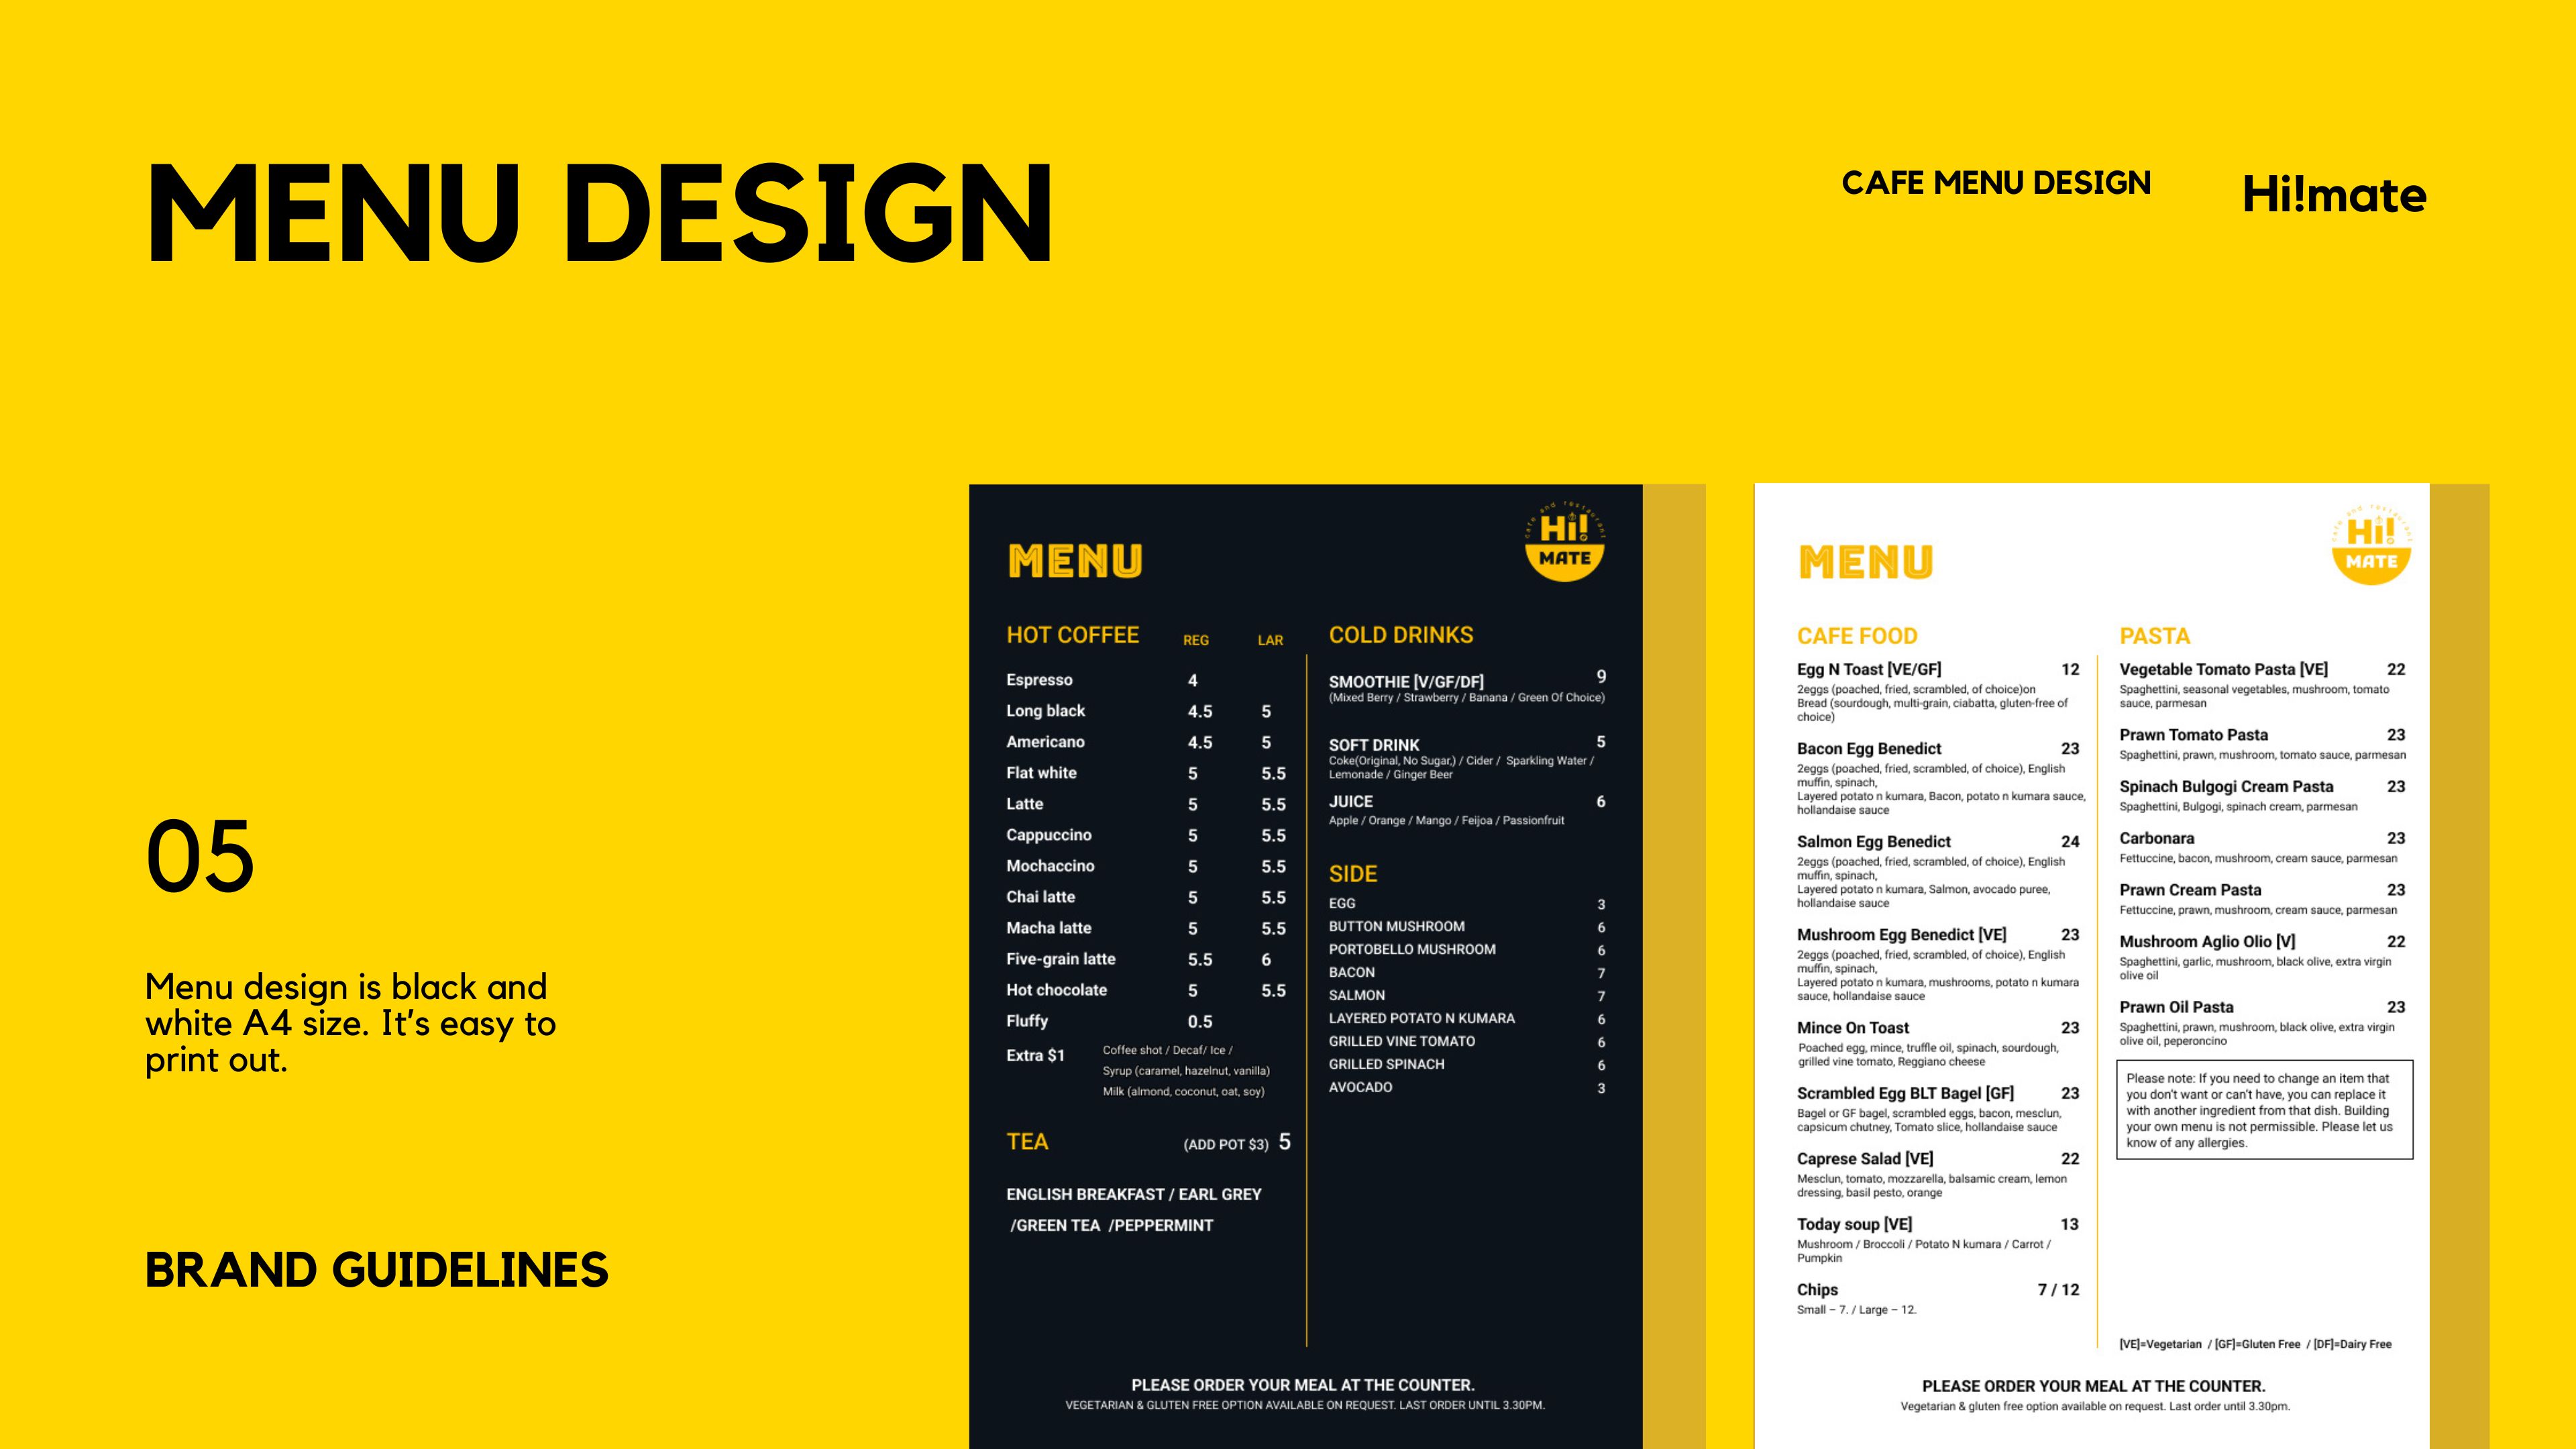 MENU DESIGN
CAFE MENU DESIGN
Hi!mate
05
Menu design is black and
white A4 size. It's easy to
print out.
BRAND GUIDELINES
MENU
cafe and restaurant
Hi!
MATE
HOT COFFEE REG LAR
Espresso 4
Long black 4.5 5
Americano 4.5 5
Flat white 5 5.5
Latte 5 5.5
Cappuccino 5 5.5
Mochaccino 5 5.5
Chai latte 5 5.5
Macha latte 5 5.5
Five-grain latte 5.5 6
Hot chocolate 5 5.5
Fluffy 0.5
Extra $1 Coffee shot / Decaf/ Ice /
Syrup (caramel, hazelnut, vanilla)
Milk (almond, coconut, oat, soy)
TEA (ADD POT $3) 5
ENGLISH BREAKFAST / EARL GREY
/GREEN TEA /PEPPERMINT
COLD DRINKS
SMOOTHIE [V/GF/DF] 9
(Mixed Berry / Strawberry / Banana / Green Of Choice)
SOFT DRINK 5
Coke(Original, No Sugar,) / Cider / Sparkling Water /
Lemonade / Ginger Beer
JUICE 6
Apple / Orange / Mango / Feijoa / Passionfruit
SIDE
EGG 3
BUTTON MUSHROOM 6
PORTOBELLO MUSHROOM 6
BACON 7
SALMON 7
LAYERED POTATO N KUMARA 6
GRILLED VINE TOMATO 6
GRILLED SPINACH 6
AVOCADO 3
PLEASE ORDER YOUR MEAL AT THE COUNTER.
VEGETARIAN & GLUTEN FREE OPTION AVAILABLE ON REQUEST. LAST ORDER UNTIL 3.30PM.
MENU
cafe and restaurant
Hi!
MATE
CAFE FOOD
Egg N Toast [VE/GF] 12
2eggs (poached, fried, scrambled, of choice)on
Bread (sourdough, multi-grain, ciabatta, gluten-free of
choice)
Bacon Egg Benedict 23
2eggs (poached, fried, scrambled, of choice), English
muffin, spinach,
Layered potato n kumara, Bacon, potato n kumara sauce,
hollandaise sauce
Salmon Egg Benedict 24
2eggs (poached, fried, scrambled, of choice), English
muffin, spinach,
Layered potato n kumara, Salmon, avocado puree,
hollandaise sauce
Mushroom Egg Benedict [VE] 23
2eggs (poached, fried, scrambled, of choice), English
muffin, spinach,
Layered potato n kumara, mushrooms, potato n kumara
sauce, hollandaise sauce
Mince On Toast 23
Poached egg, mince, truffle oil, spinach, sourdough,
grilled vine tomato, Reggiano cheese
Scrambled Egg BLT Bagel [GF] 23
Bagel or GF bagel, scrambled eggs, bacon, mesclun,
capsicum chutney, Tomato slice, hollandaise sauce
Caprese Salad [VE] 22
Mesclun, tomato, mozzarella, balsamic cream, lemon
dressing, basil pesto, orange
Today soup [VE] 13
Mushroom / Broccoli / Potato N kumara / Carrot /
Pumpkin
Chips 7 / 12
Small – 7. / Large – 12.
PASTA
Vegetable Tomato Pasta [VE] 22
Spaghettini, seasonal vegetables, mushroom, tomato
sauce, parmesan
Prawn Tomato Pasta 23
Spaghettini, prawn, mushroom, tomato sauce, parmesan
Spinach Bulgogi Cream Pasta 23
Spaghettini, Bulgogi, spinach cream, parmesan
Carbonara 23
Fettuccine, bacon, mushroom, cream sauce, parmesan
Prawn Cream Pasta 23
Fettuccine, prawn, mushroom, cream sauce, parmesan
Mushroom Aglio Olio [V] 22
Spaghettini, garlic, mushroom, black olive, extra virgin
olive oil
Prawn Oil Pasta 23
Spaghettini, prawn, mushroom, black olive, extra virgin
olive oil, peperoncino
Please note: If you need to change an item that
you don't want or can't have, you can replace it
with another ingredient from that dish. Building
your own menu is not permissible. Please let us
know of any allergies.
[VE]=Vegetarian / [GF]=Gluten Free / [DF]=Dairy Free
PLEASE ORDER YOUR MEAL AT THE COUNTER.
Vegetarian & gluten free option available on request. Last order until 3.30pm.